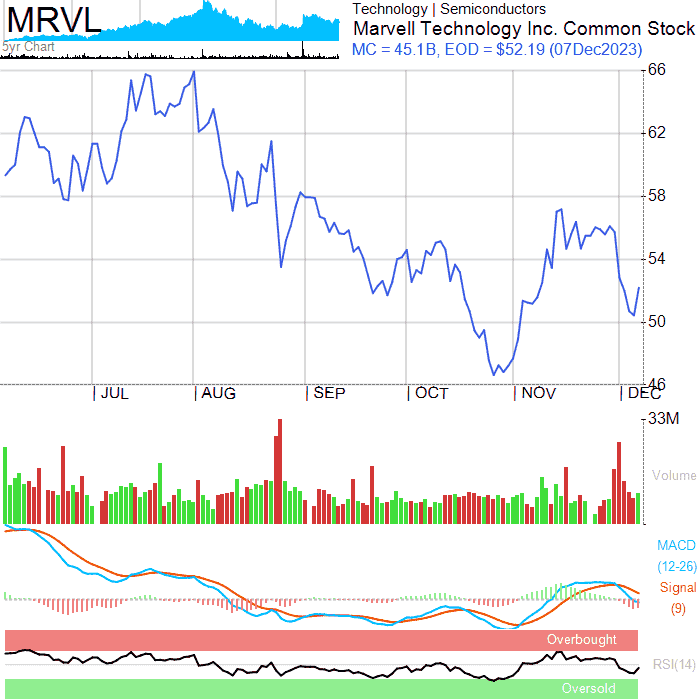 MRVL
5yr Chart
Technology | Semiconductors
Marvell Technology Inc. Common Stock
MC = 45.1B, EOD = $52.19 (07Dec2023)
66
62
58
54
50
46
JUL AUG SEP OCT NOV DEC
33M
Volume
MACD
(12-26)
Signal
(9)
Overbought
RSI(14)
Oversold